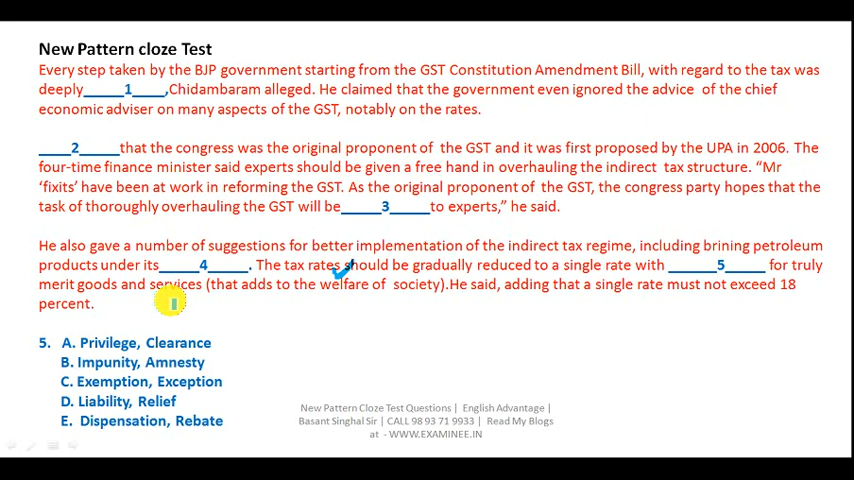 New Pattern cloze Test
Every step taken by the BJP government starting from the GST Constitution Amendment Bill, with regard to the tax was
deeply_____1____,Chidambaram alleged. He claimed that the government even ignored the advice of the chief
economic adviser on many aspects of the GST, notably on the rates.
____2_____that the congress was the original proponent of the GST and it was first proposed by the UPA in 2006. The
four-time finance minister said experts should be given a free hand in overhauling the indirect tax structure. “Mr
‘fixits’ have been at work in reforming the GST. As the original proponent of the GST, the congress party hopes that the
task of thoroughly overhauling the GST will be_____3_____to experts,” he said.
He also gave a number of suggestions for better implementation of the indirect tax regime, including brining petroleum
products under its_____4_____. The tax rates should be gradually reduced to a single rate with ______5_____ for truly
merit goods and services (that adds to the welfare of society).He said, adding that a single rate must not exceed 18
percent.
5. A. Privilege, Clearance
B. Impunity, Amnesty
C. Exemption, Exception
D. Liability, Relief
E. Dispensation, Rebate
New Pattern Cloze Test Questions | English Advantage |
Basant Singhal Sir | CALL 98 93 71 9933 | Read My Blogs
at - WWW.EXAMINEE.IN